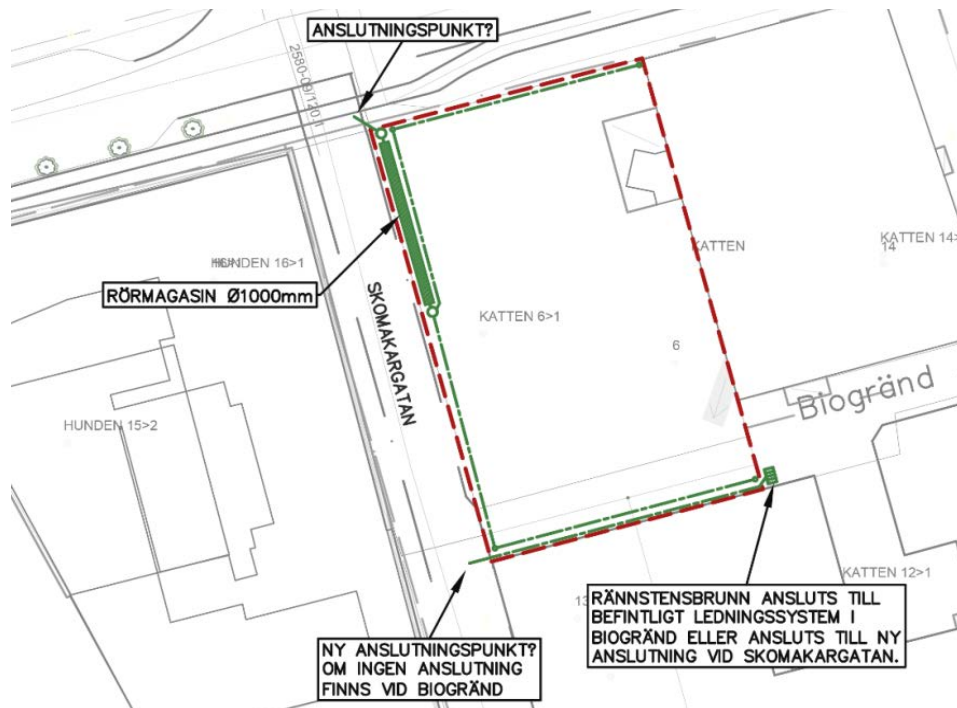 ANSLUTNINGSPUNKT?
2580-09/120.1
KATTEN
KATTEN 14>
14
HUNDEN 16>1
RÖRMAGASIN Ø1000mm
SKOMAKARGATAN
KATTEN 6>1
6
Biogränd
HUNDEN 15>2
KATTEN 12>1
13
RÄNNSTENSBRUNN ANSLUTS TILL
BEFINTLIGT LEDNINGSSYSTEM I
BIOGRÄND ELLER ANSLUTS TILL NY
ANSLUTNING VID SKOMAKARGATAN.
NY ANSLUTNINGSPUNKT?
OM INGEN ANSLUTNING
FINNS VID BIOGRÄND